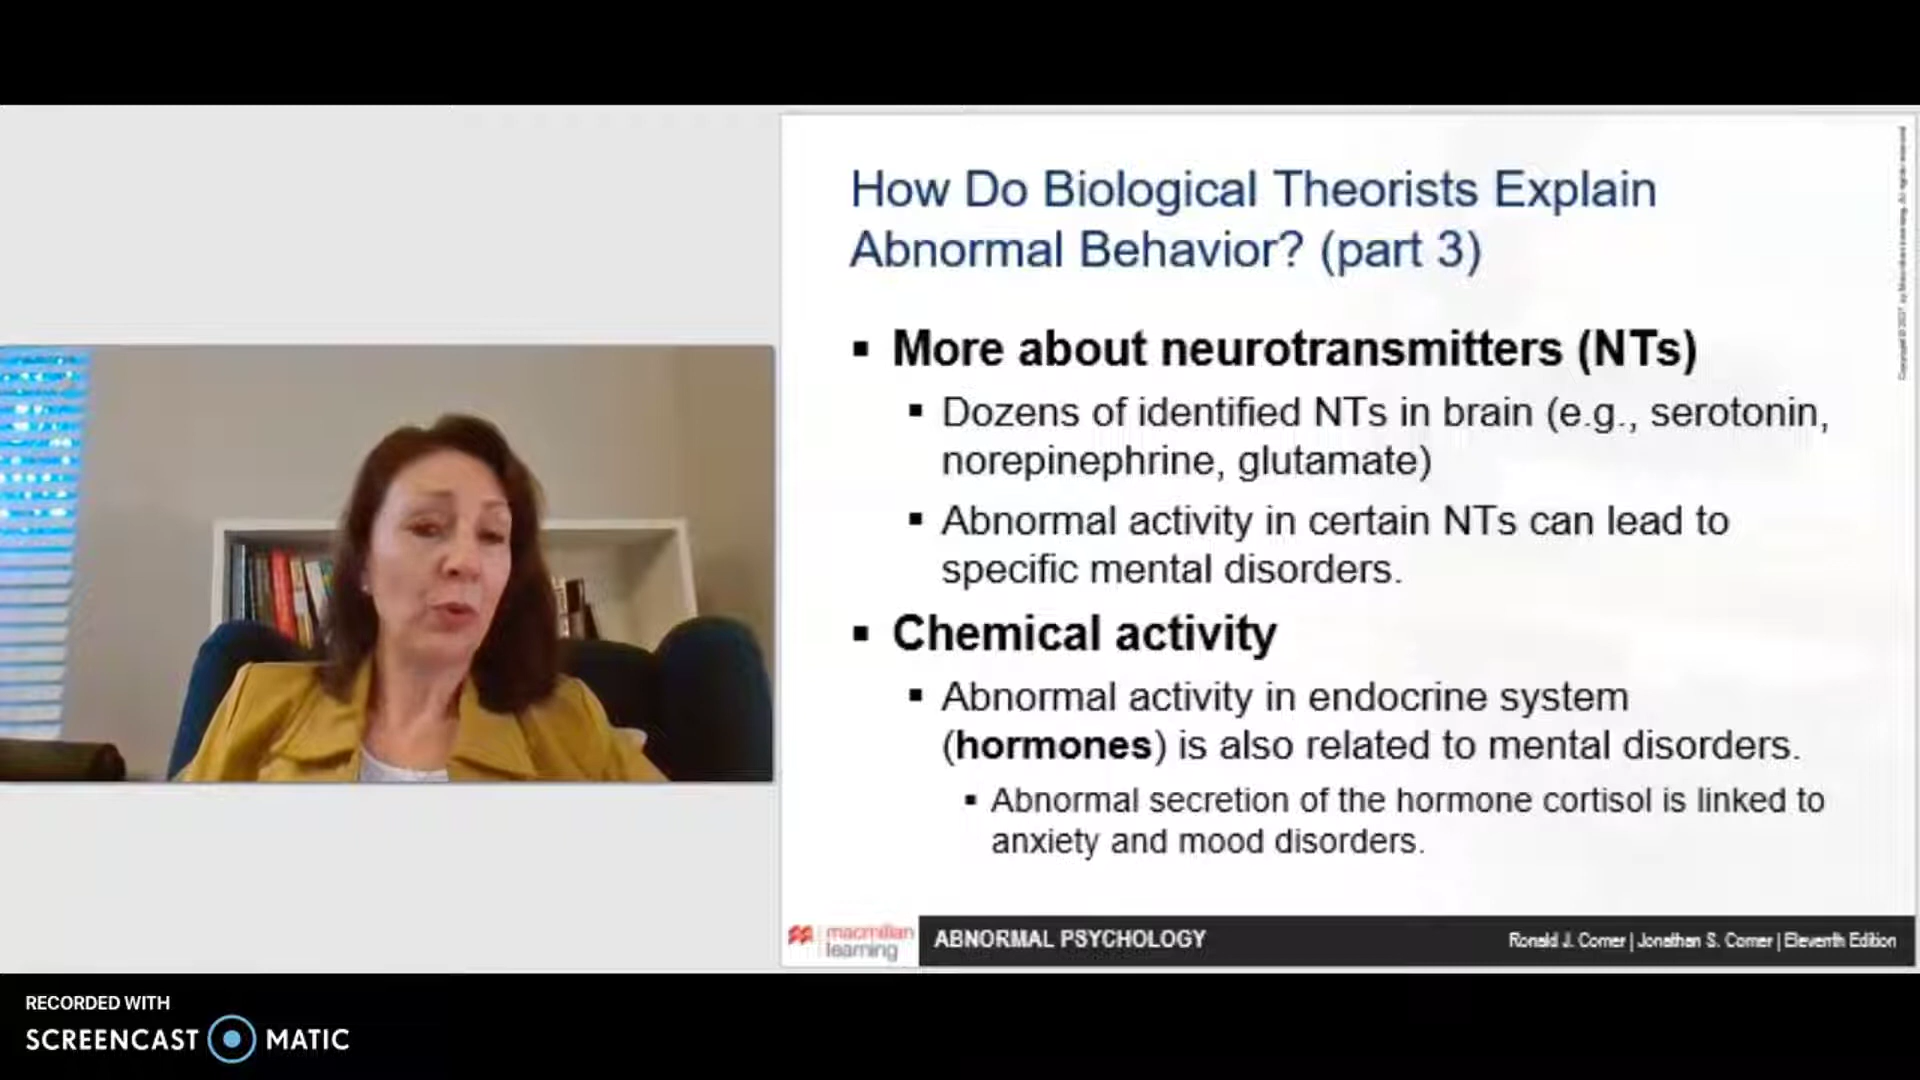 How Do Biological Theorists Explain
Abnormal Behavior? (part 3)
▪ More about neurotransmitters (NTs)
▪ Dozens of identified NTs in brain (e.g., serotonin,
norepinephrine, glutamate)
▪ Abnormal activity in certain NTs can lead to
specific mental disorders.
▪ Chemical activity
▪ Abnormal activity in endocrine system
(hormones) is also related to mental disorders.
▪ Abnormal secretion of the hormone cortisol is linked to
anxiety and mood disorders.
macmillan
learning
ABNORMAL PSYCHOLOGY
Ronald J. Comer | Jonathan S. Comer | Eleventh Edition
RECORDED WITH
SCREENCAST MATIC